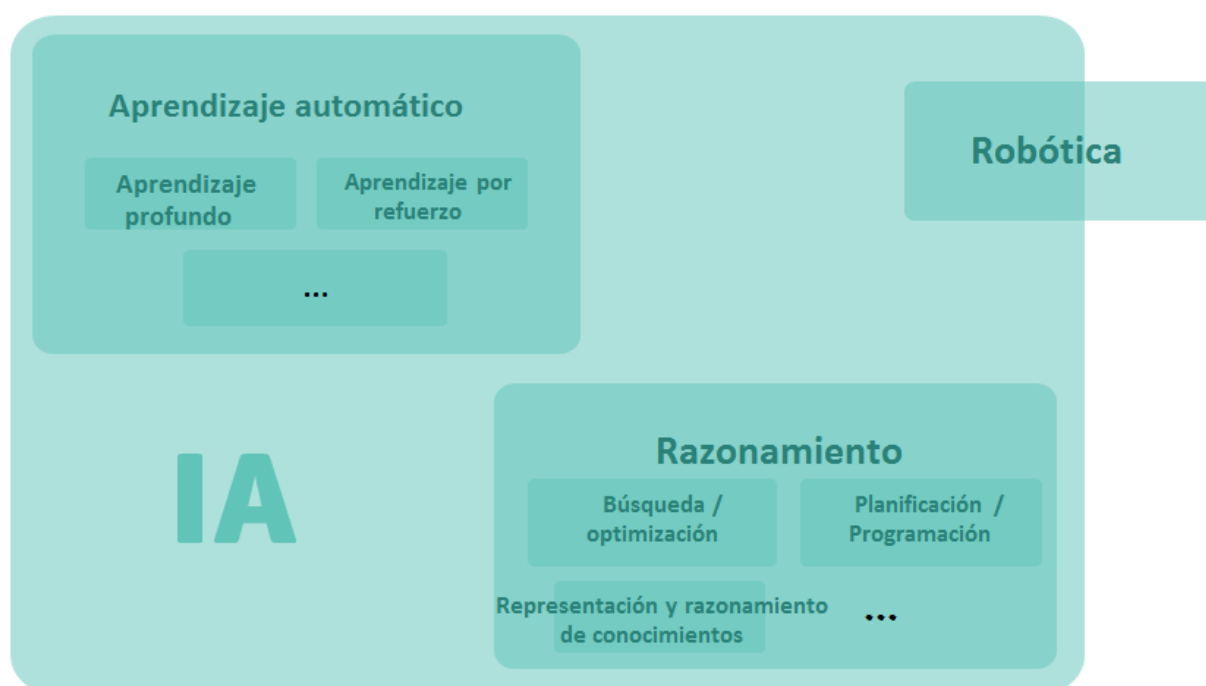 Aprendizaje automático
Aprendizaje
profundo
Aprendizaje por
refuerzo
...
Robótica
IA
Razonamiento
Búsqueda /
optimización
Planificación /
Programación
Representación y razonamiento
de conocimientos
...